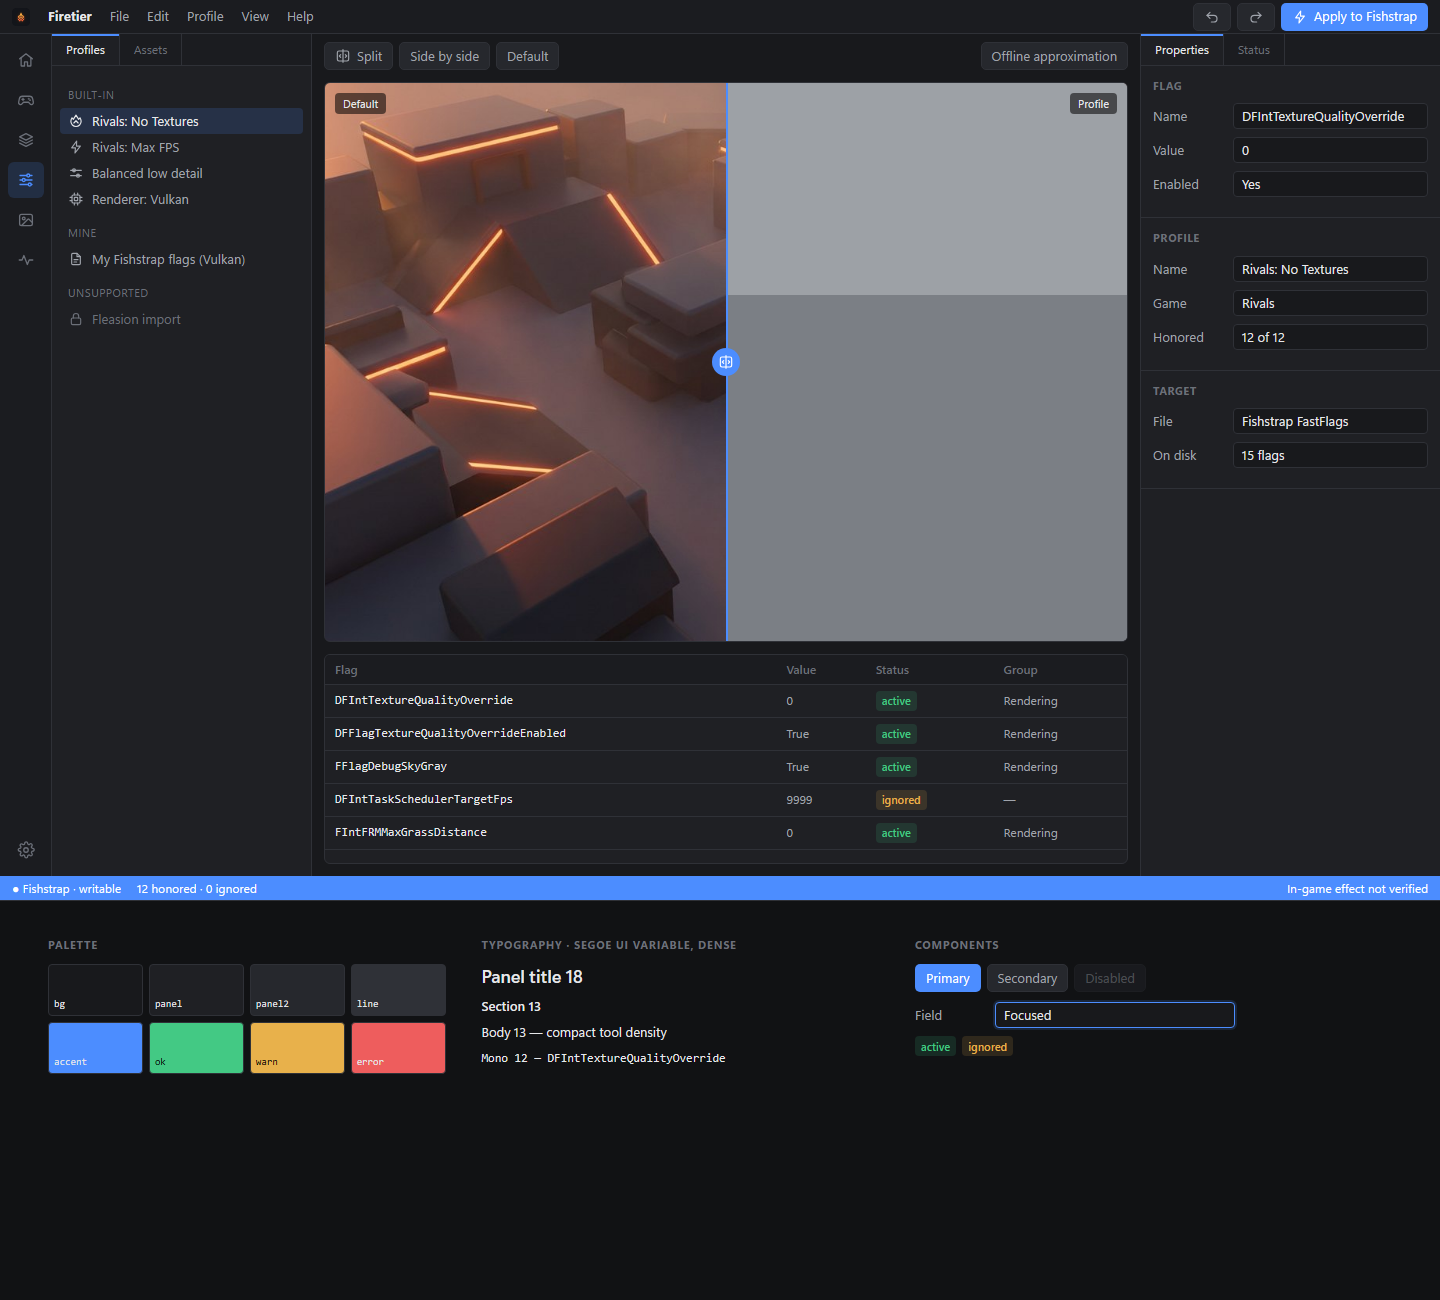 Firetier File Edit Profile View Help Apply to Fishstrap
Profiles Assets
BUILT-IN
Rivals: No Textures
Rivals: Max FPS
Balanced low detail
Renderer: Vulkan
MINE
My Fishstrap flags (Vulkan)
UNSUPPORTED
Fleasion import
Split Side by side Default Offline approximation
Default Profile
Flag Value Status Group
DFIntTextureQualityOverride 0 active Rendering
DFFlagTextureQualityOverrideEnabled True active Rendering
FFlagDebugSkyGray True active Rendering
DFIntTaskSchedulerTargetFps 9999 ignored —
FIntFRMMaxGrassDistance 0 active Rendering
Properties Status
FLAG
Name DFIntTextureQualityOverride
Value 0
Enabled Yes
PROFILE
Name Rivals: No Textures
Game Rivals
Honored 12 of 12
TARGET
File Fishstrap FastFlags
On disk 15 flags
● Fishstrap · writable 12 honored · 0 ignored In-game effect not verified
PALETTE
bg panel panel2 line
accent ok warn error
TYPOGRAPHY · SEGOE UI VARIABLE, DENSE
Panel title 18
Section 13
Body 13 — compact tool density
Mono 12 — DFIntTextureQualityOverride
COMPONENTS
Primary Secondary Disabled
Field Focused
active ignored